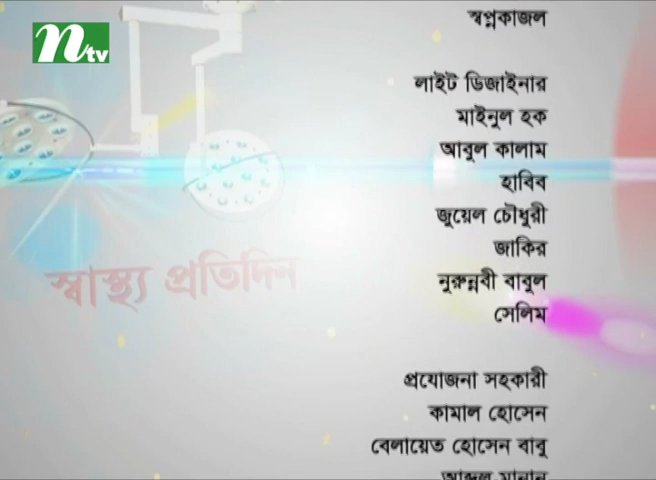 ntv
স্বপ্নকাজল
লাইট ডিজাইনার
মাইনুল হক
আবুল কালাম
হাবিব
জুয়েল চৌধুরী
জাকির
নুরুন্নবী বাবুল
সেলিম
স্বাস্থ্য প্রতিদিন
প্রযোজনা সহকারী
কামাল হোসেন
বেলায়েত হোসেন বাবু